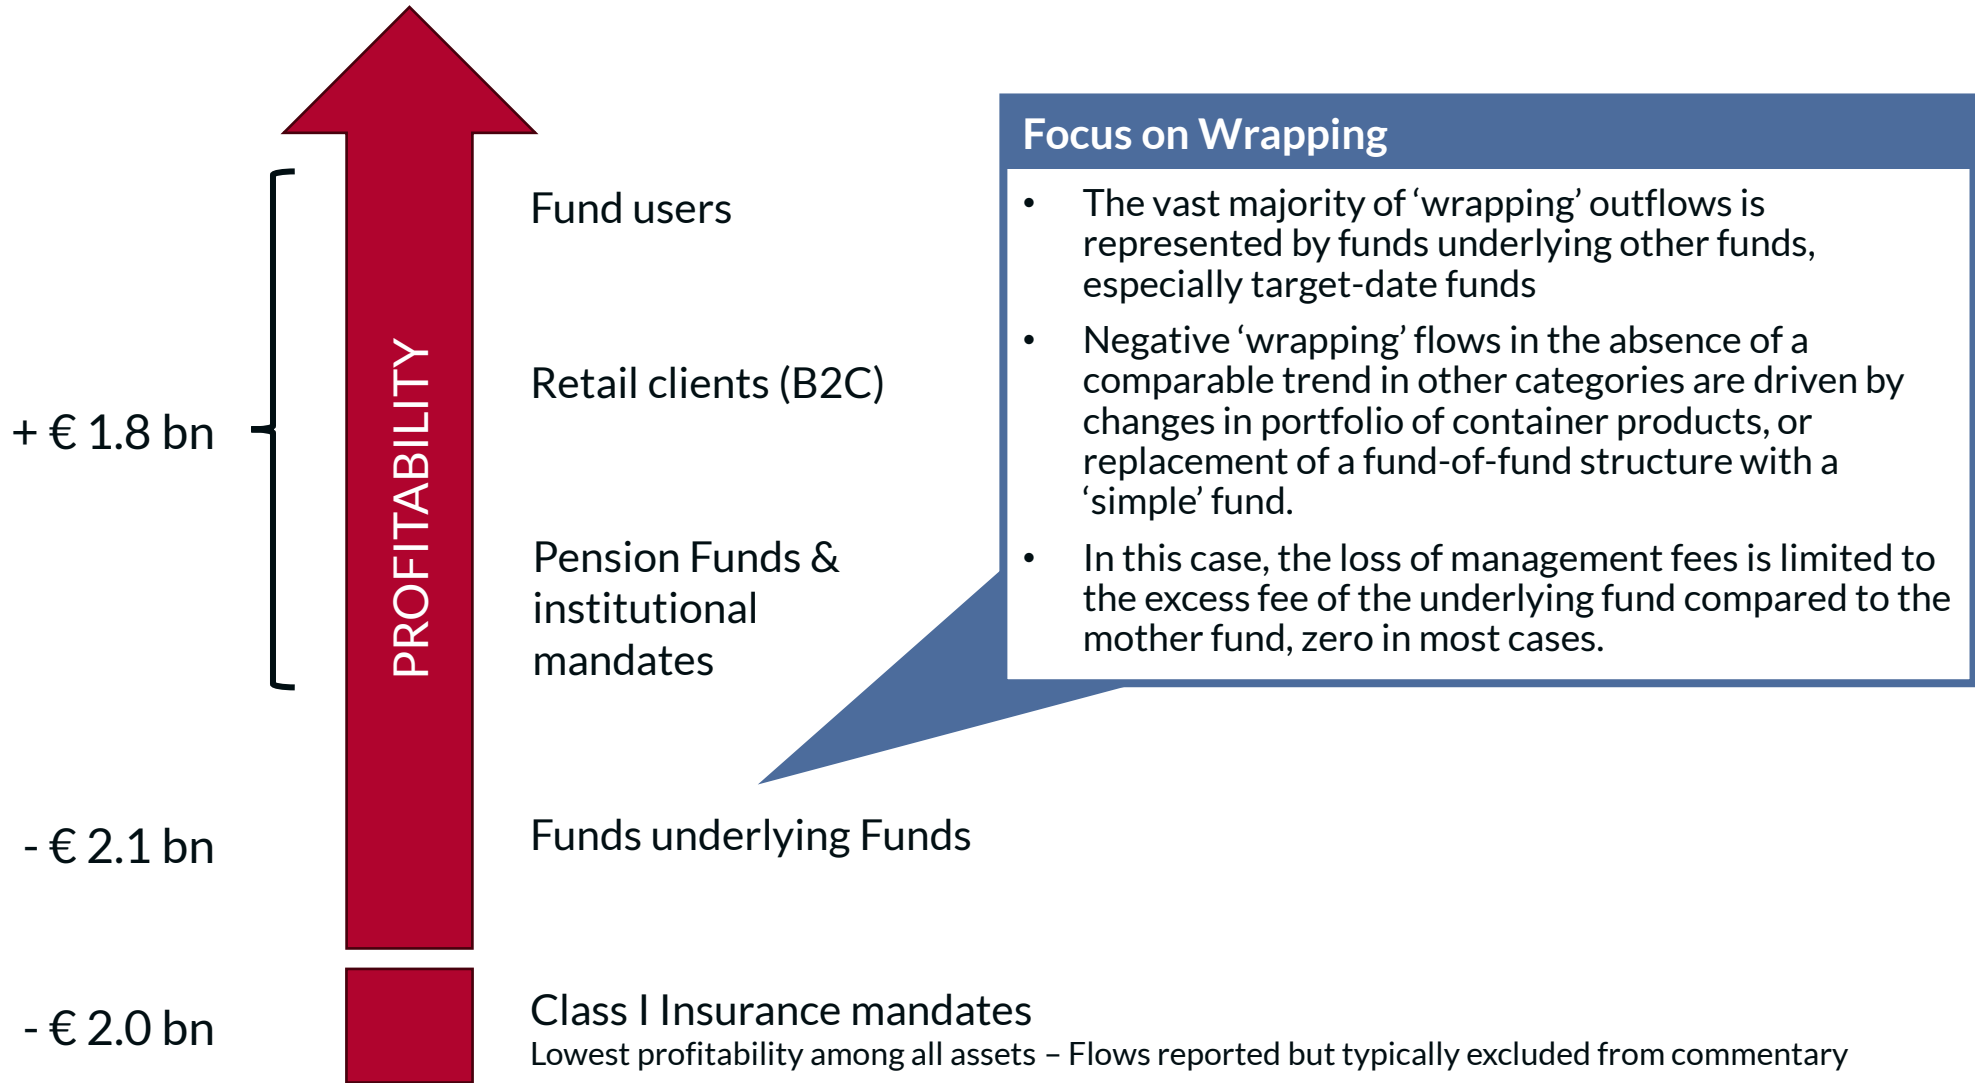 PROFITABILITY
+ € 1.8 bn
- € 2.1 bn
- € 2.0 bn
Fund users
Retail clients (B2C)
Pension Funds &
institutional
mandates
Funds underlying Funds
Class I Insurance mandates
Lowest profitability among all assets – Flows reported but typically excluded from commentary
Focus on Wrapping
• The vast majority of ‘wrapping’ outflows is
represented by funds underlying other funds,
especially target-date funds
• Negative ‘wrapping’ flows in the absence of a
comparable trend in other categories are driven by
changes in portfolio of container products, or
replacement of a fund-of-fund structure with a
‘simple’ fund.
• In this case, the loss of management fees is limited to
the excess fee of the underlying fund compared to the
mother fund, zero in most cases.